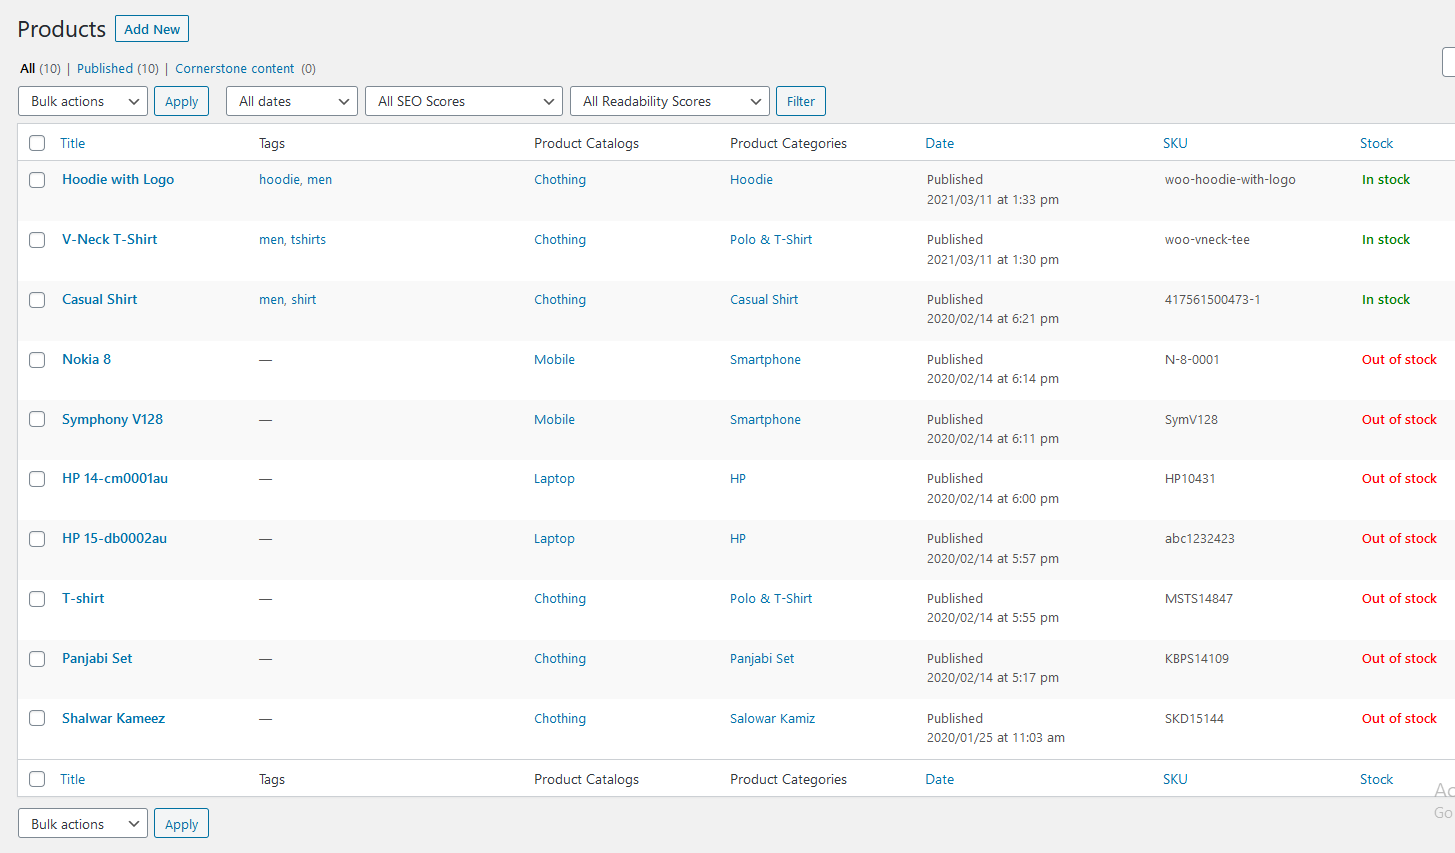 Products Add New
All (10) | Published (10) | Cornerstone content (0)
Bulk actions Apply All dates All SEO Scores All Readability Scores Filter
Title Tags Product Catalogs Product Categories Date SKU Stock
Hoodie with Logo hoodie, men Chothing Hoodie Published woo-hoodie-with-logo In stock
2021/03/11 at 1:33 pm
V-Neck T-Shirt men, tshirts Chothing Polo & T-Shirt Published woo-vneck-tee In stock
2021/03/11 at 1:30 pm
Casual Shirt men, shirt Chothing Casual Shirt Published 417561500473-1 In stock
2020/02/14 at 6:21 pm
Nokia 8 — Mobile Smartphone Published N-8-0001 Out of stock
2020/02/14 at 6:14 pm
Symphony V128 — Mobile Smartphone Published SymV128 Out of stock
2020/02/14 at 6:11 pm
HP 14-cm0001au — Laptop HP Published HP10431 Out of stock
2020/02/14 at 6:00 pm
HP 15-db0002au — Laptop HP Published abc1232423 Out of stock
2020/02/14 at 5:57 pm
T-shirt — Chothing Polo & T-Shirt Published MSTS14847 Out of stock
2020/02/14 at 5:55 pm
Panjabi Set — Chothing Panjabi Set Published KBPS14109 Out of stock
2020/02/14 at 5:17 pm
Shalwar Kameez — Chothing Salowar Kamiz Published SKD15144 Out of stock
2020/01/25 at 11:03 am
Title Tags Product Catalogs Product Categories Date SKU Stock
Bulk actions Apply
Go